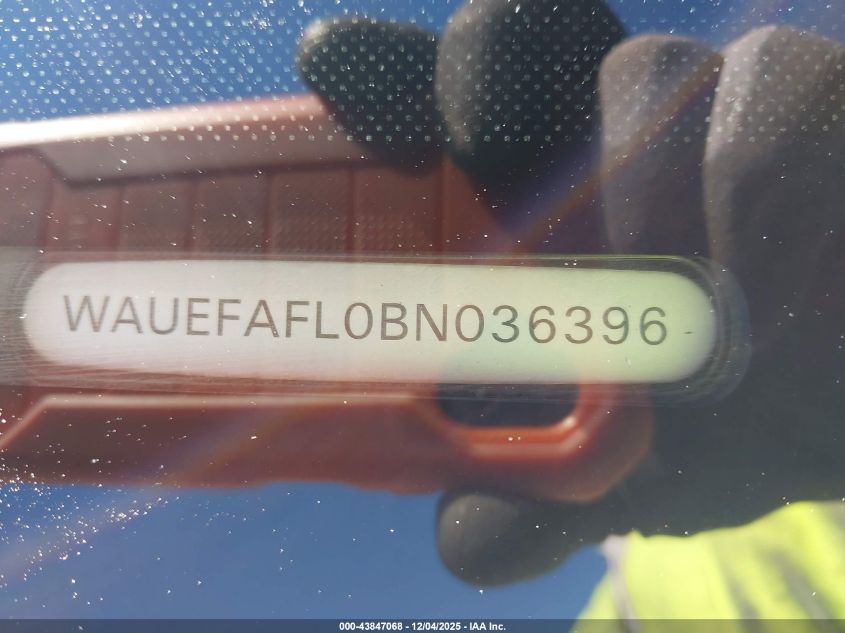 WAUEFAFL0BN036396
000-43847068 - 12/04/2025 - IAA Inc.